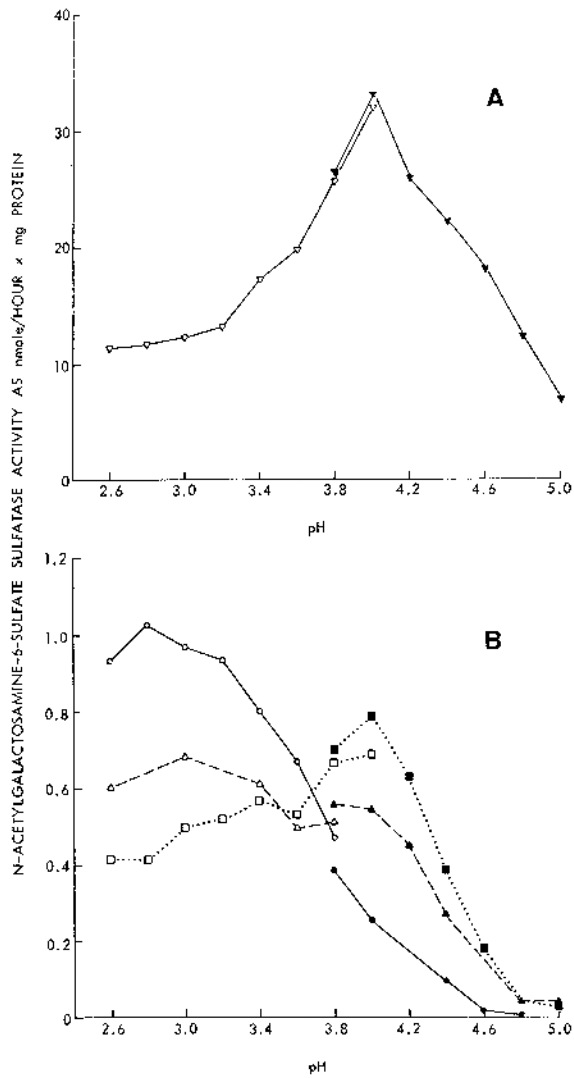 N-ACETYLGALACTOSAMINE-6-SULFATE SULFATASE ACTIVITY AS nmole/HOUR x mg PROTEIN
40
A
30
20
10
0
2.6 3.0 3.4 3.8 4.2 4.6 5.0
pH
1.2
B
1.0
0.8
0.6
0.4
0.2
0
2.6 3.0 3.4 3.8 4.2 4.6 5.0
pH